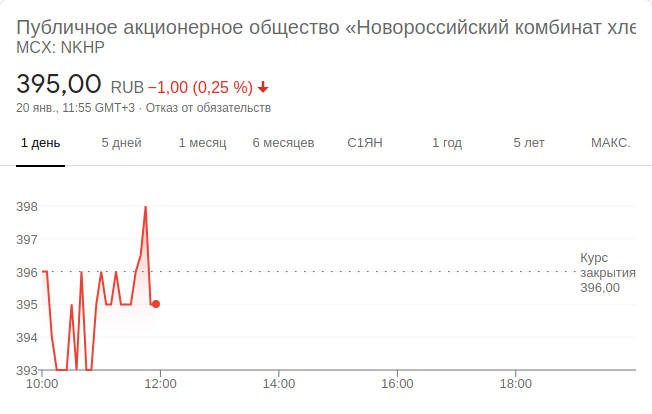 Публичное акционерное общество «Новороссийский комбинат хле
MCX: NKHP
395,00 RUB −1,00 (0,25 %)
20 янв., 11:55 GMT+3 · Отказ от обязательств
1 день 5 дней 1 месяц 6 месяцев С1ЯН 1 год 5 лет МАКС.
398
397
396
395
394
393
Курс
закрытия
396,00
10:00 12:00 14:00 16:00 18:00